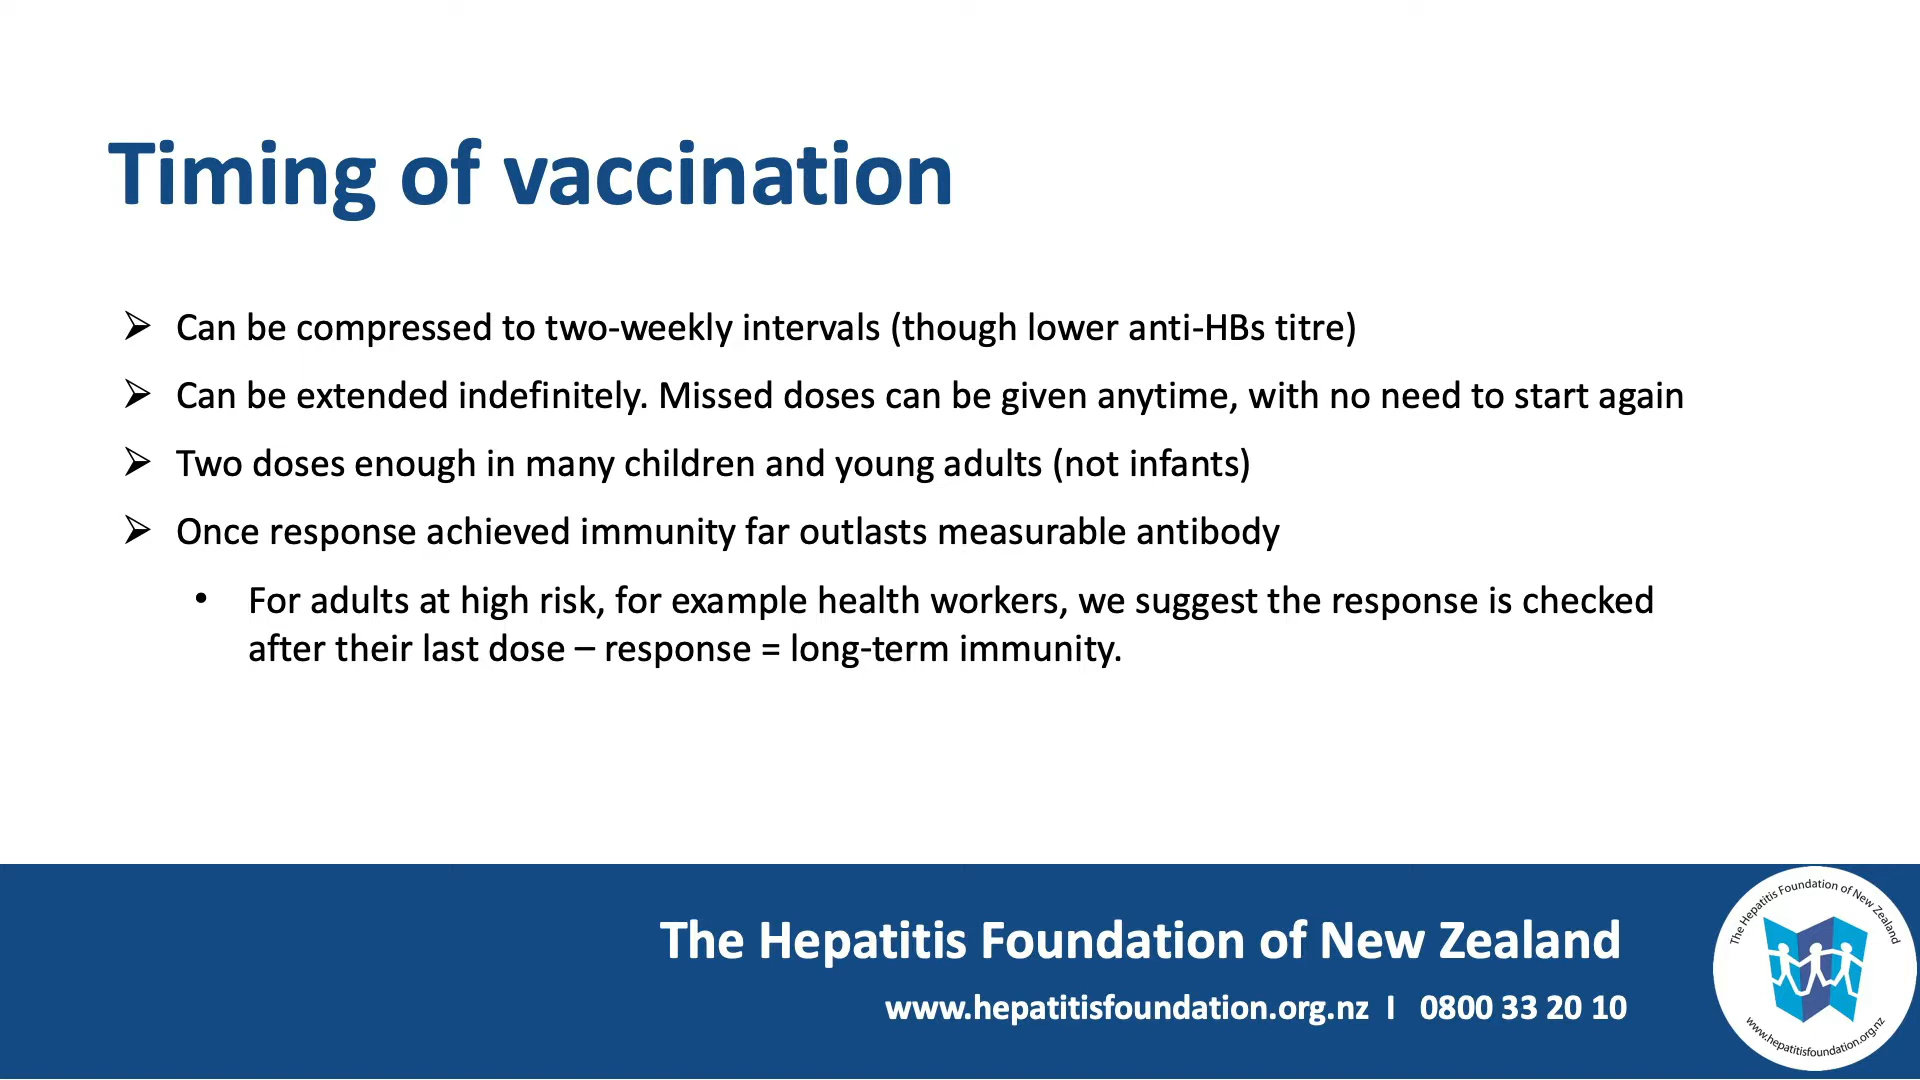 Timing of vaccination
➢ Can be compressed to two-weekly intervals (though lower anti-HBs titre)
➢ Can be extended indefinitely. Missed doses can be given anytime, with no need to start again
➢ Two doses enough in many children and young adults (not infants)
➢ Once response achieved immunity far outlasts measurable antibody
• For adults at high risk, for example health workers, we suggest the response is checked
after their last dose – response = long-term immunity.
The Hepatitis Foundation of New Zealand
www.hepatitisfoundation.org.nz I 0800 33 20 10
The Hepatitis Foundation of New Zealand
www.hepatitisfoundation.org.nz